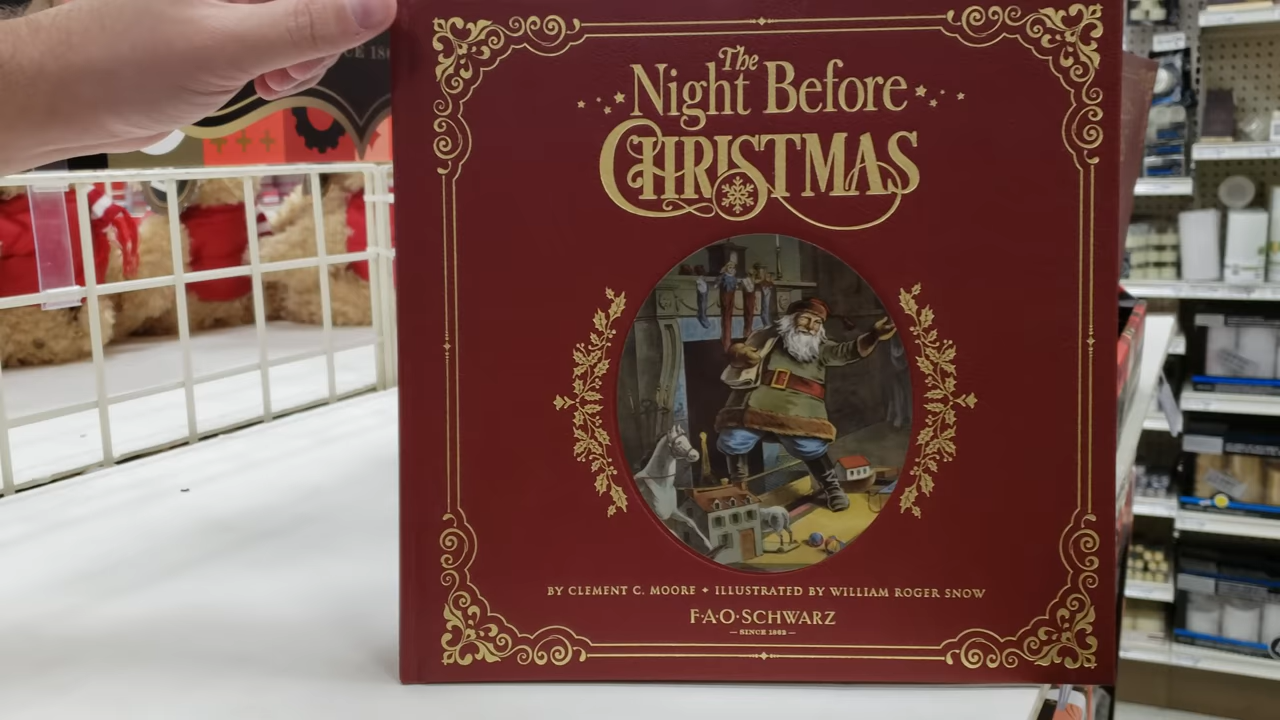 The
Night Before
CHRISTMAS
BY CLEMENT C. MOORE ✦ ILLUSTRATED BY WILLIAM ROGER SNOW
F·A·O·SCHWARZ
— SINCE 1862 —